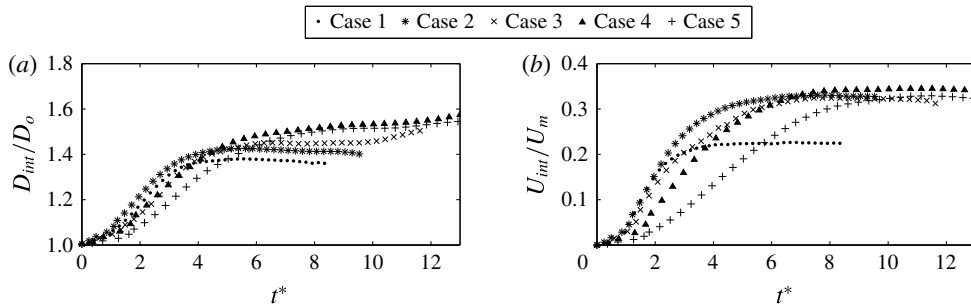 Case 1 Case 2 Case 3 Case 4 Case 5
(a) 1.8
1.6
1.4
1.2
1.0
D_int/D_o
0 2 4 6 8 10 12
t*
(b) 0.4
0.3
0.2
0.1
0
U_int/U_m
0 2 4 6 8 10 12
t*